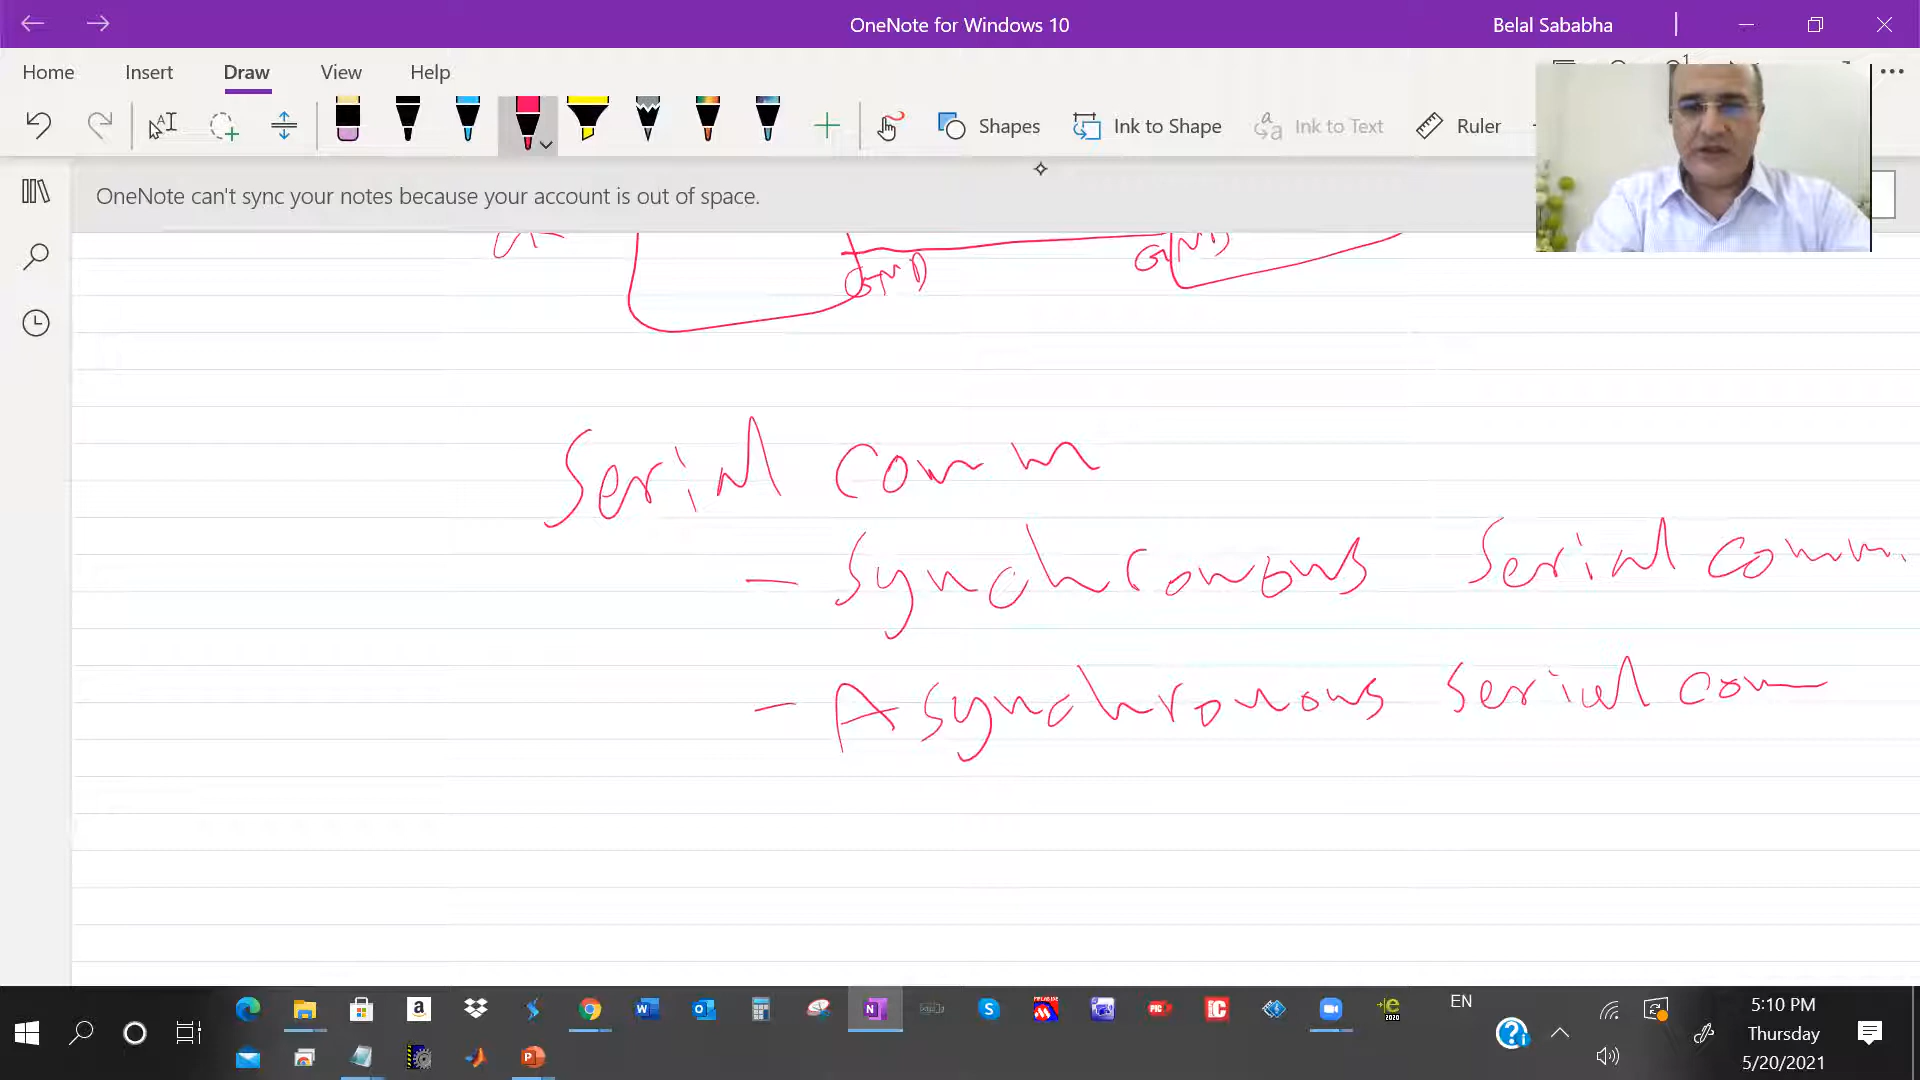 OneNote for Windows 10
Belal Sababha
Home Insert Draw View Help
Shapes Ink to Shape Ink to Text Ruler
OneNote can't sync your notes because your account is out of space.
GND GND
Serial comm
- Synchronous Serial comm.
- Asynchronous Serial com
EN
5:10 PM
Thursday
5/20/2021